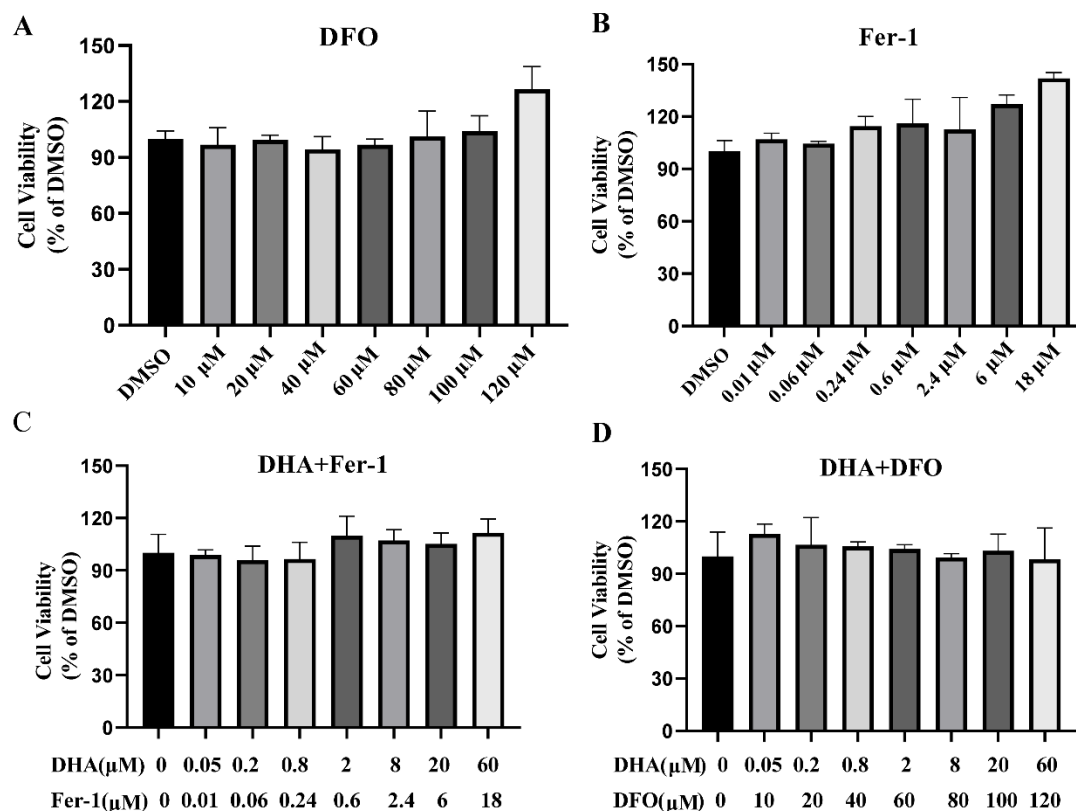 A
DFO
Cell Viability
(% of DMSO)
150
120
90
60
30
0
DMSO
10 μM
20 μM
40 μM
60 μM
80 μM
100 μM
120 μM
B
Fer-1
Cell Viability
(% of DMSO)
150
120
90
60
30
0
DMSO
0.01 μM
0.06 μM
0.24 μM
0.6 μM
2.4 μM
6 μM
18 μM
C
DHA+Fer-1
Cell Viability
(% of DMSO)
150
120
90
60
30
0
DHA(μM) 0 0.05 0.2 0.8 2 8 20 60
Fer-1(μM) 0 0.01 0.06 0.24 0.6 2.4 6 18
D
DHA+DFO
Cell Viability
(% of DMSO)
150
120
90
60
30
0
DHA(μM) 0 0.05 0.2 0.8 2 8 20 60
DFO(μM) 0 10 20 40 60 80 100 120